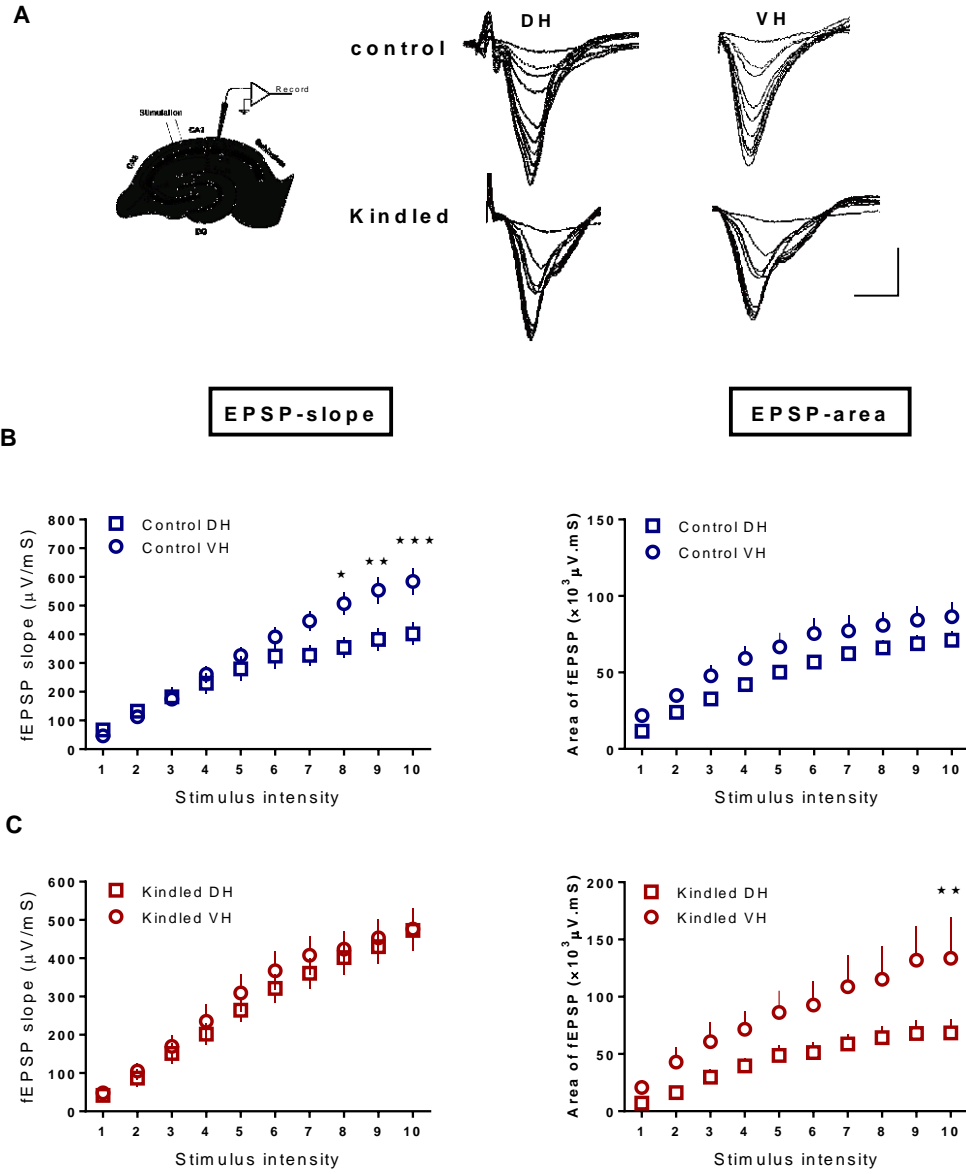 A
DH VH
control
Record
Stimulation
CA1
CA3
Subiculum
DG
Kindled
EPSP-slope EPSP-area
B
fEPSP slope (μV/mS)
800
700
600
500
400
300
200
100
0
Control DH
Control VH
★ ★★ ★★★
1 2 3 4 5 6 7 8 9 10
Stimulus intensity
Area of fEPSP (×10³ μV.mS)
150
100
50
0
Control DH
Control VH
1 2 3 4 5 6 7 8 9 10
Stimulus intensity
C
fEPSP slope (μV/mS)
600
500
400
300
200
100
0
Kindled DH
Kindled VH
1 2 3 4 5 6 7 8 9 10
Stimulus intensity
Area of fEPSP (×10³ μV.mS)
200
150
100
50
0
Kindled DH
Kindled VH
★★
1 2 3 4 5 6 7 8 9 10
Stimulus intensity